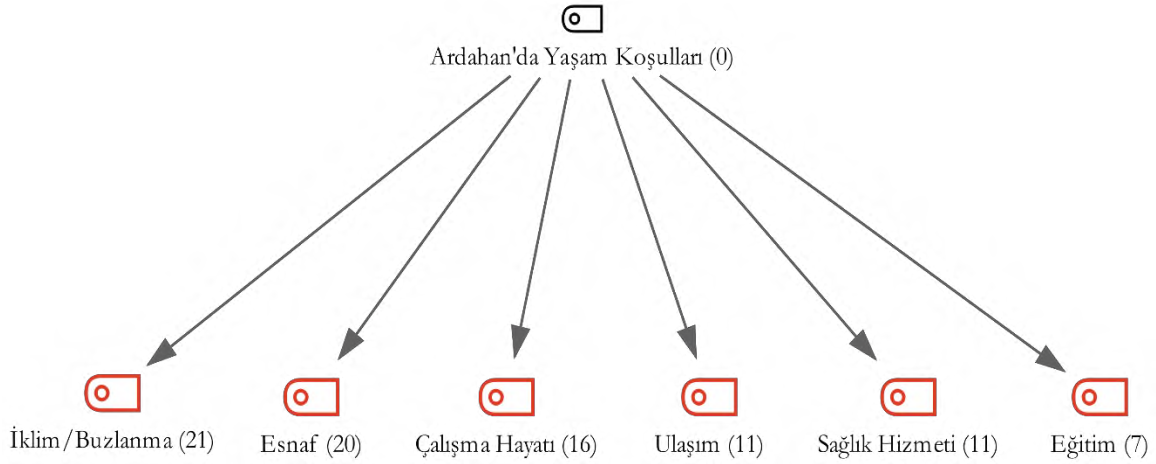 Ardahan'da Yaşam Koşulları (0)
İklim/Buzlanma (21)
Esnaf (20)
Çalışma Hayatı (16)
Ulaşım (11)
Sağlık Hizmeti (11)
Eğitim (7)